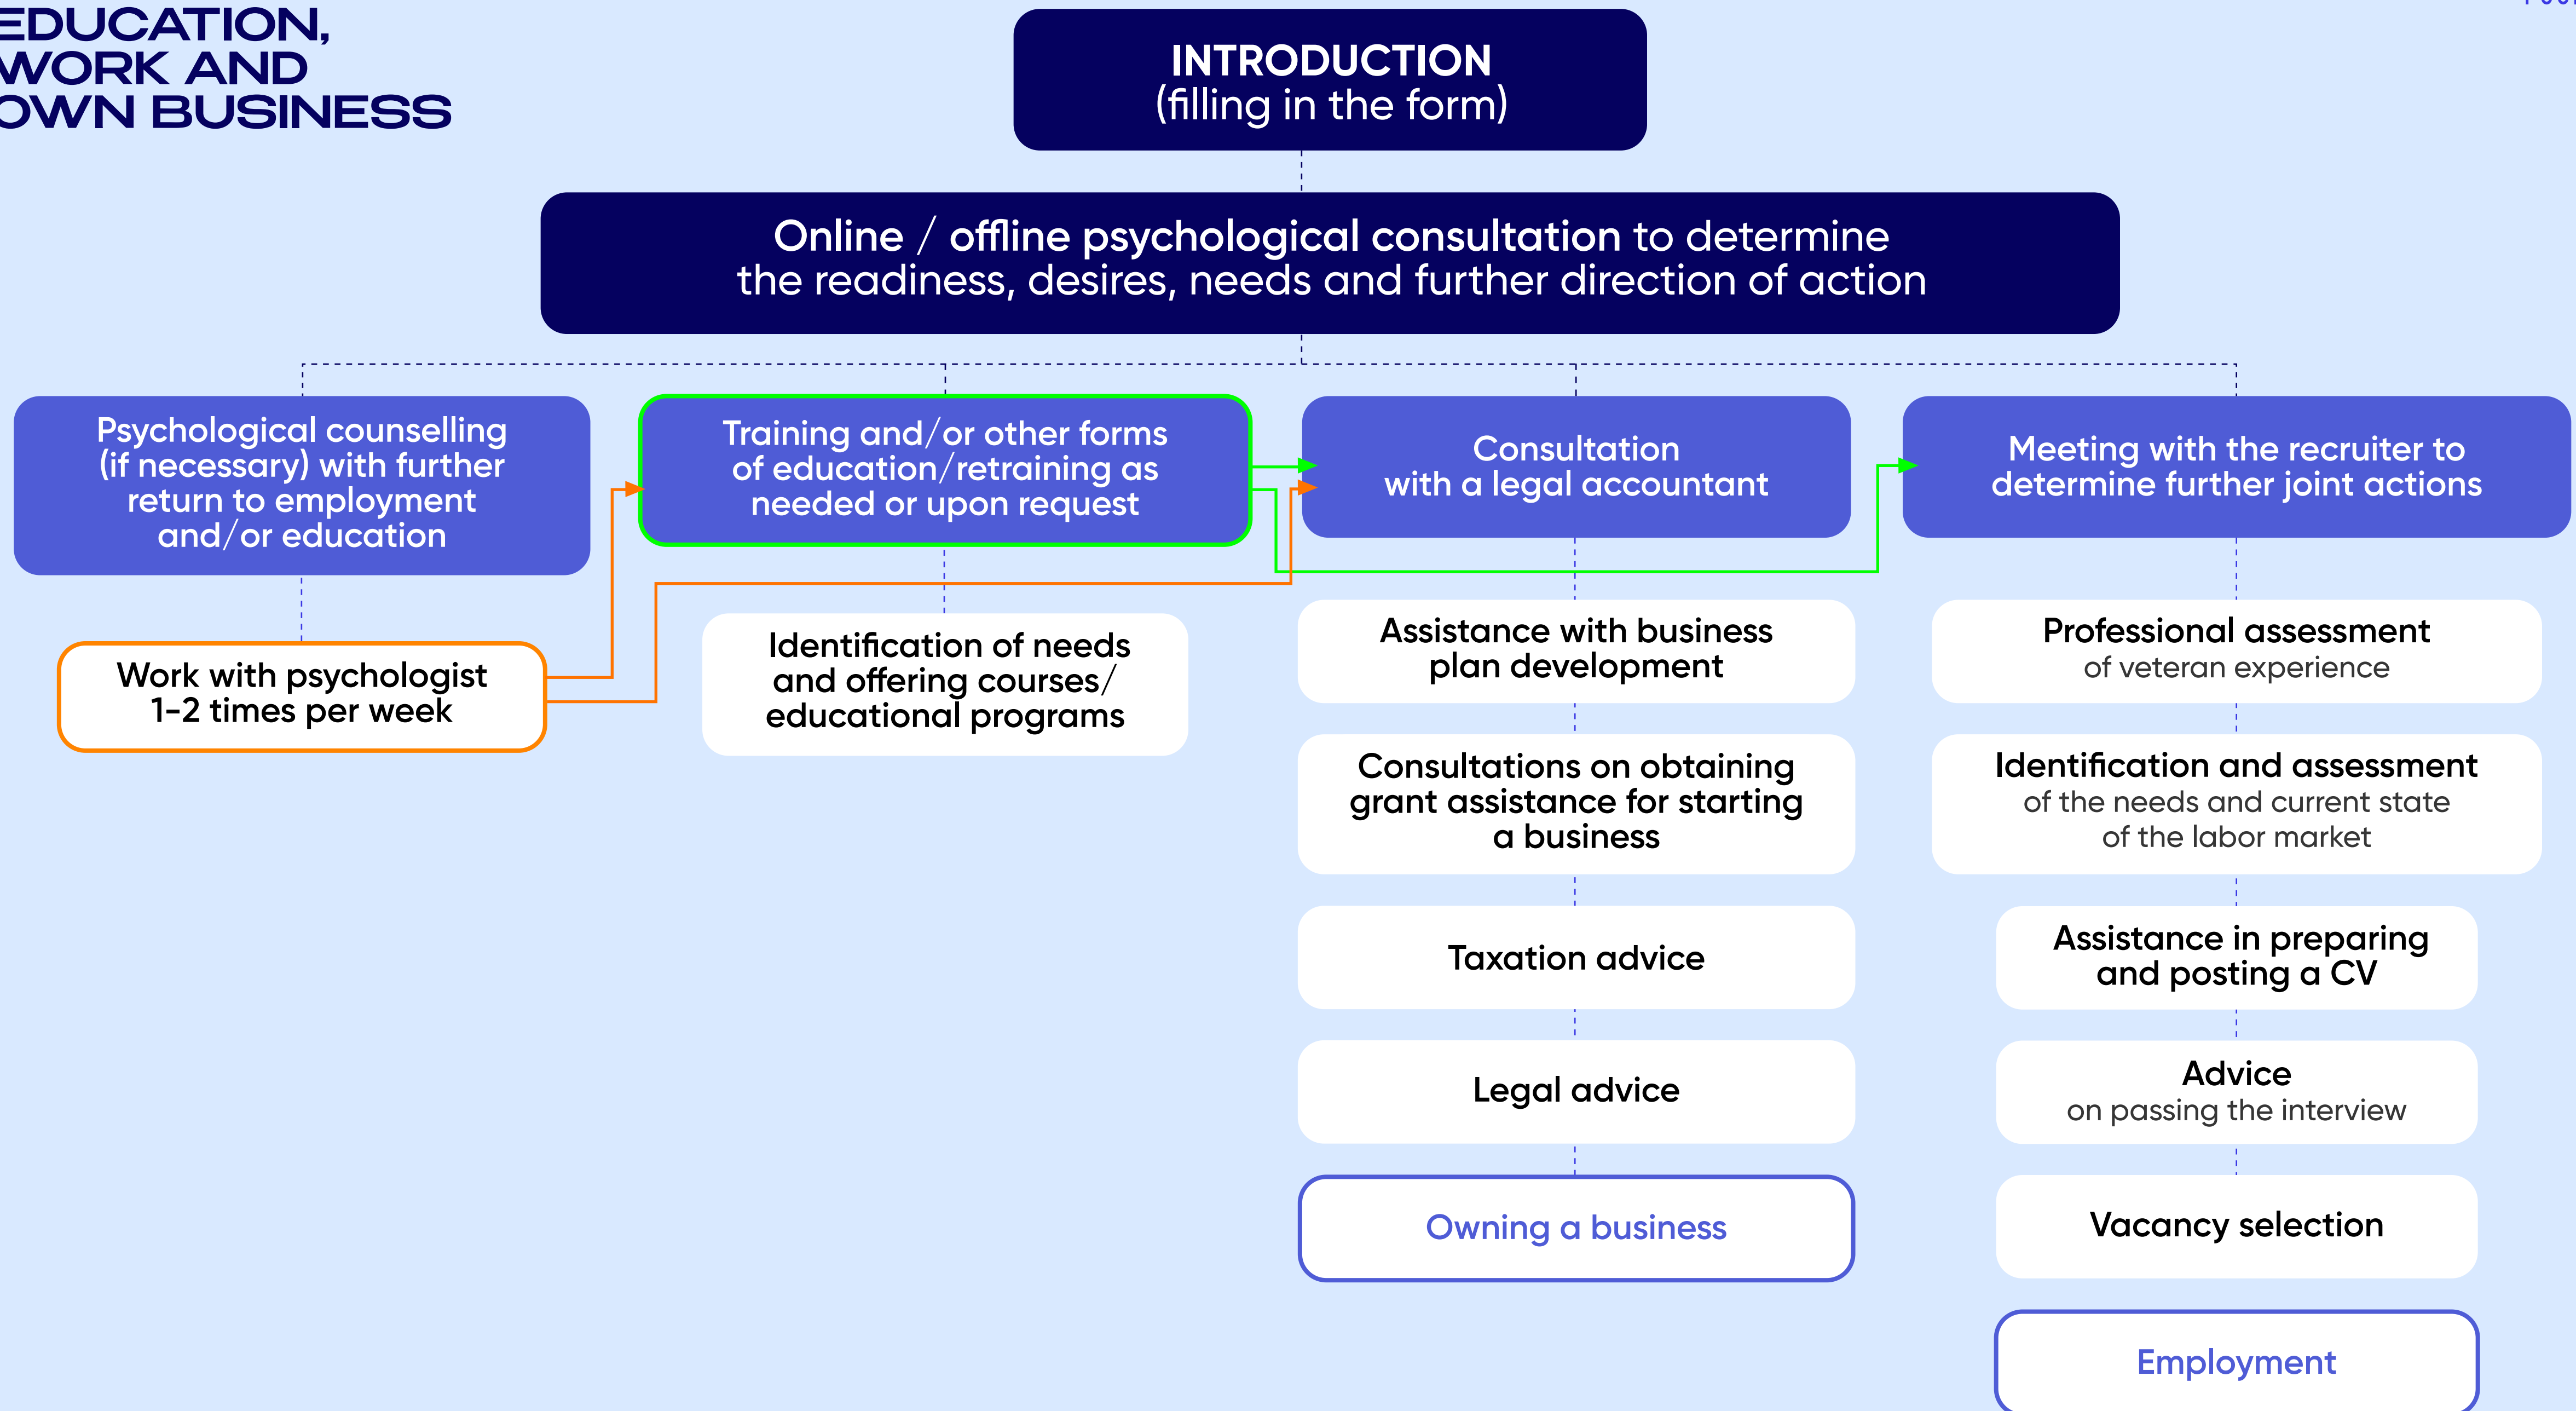 EDUCATION,
WORK AND
OWN BUSINESS
INTRODUCTION
(filling in the form)
Online / offline psychological consultation to determine
the readiness, desires, needs and further direction of action
Psychological counselling
(if necessary) with further
return to employment
and/or education
Work with psychologist
1-2 times per week
Training and/or other forms
of education/retraining as
needed or upon request
Identification of needs
and offering courses/
educational programs
Consultation
with a legal accountant
Assistance with business
plan development
Consultations on obtaining
grant assistance for starting
a business
Taxation advice
Legal advice
Owning a business
Meeting with the recruiter to
determine further joint actions
Professional assessment
of veteran experience
Identification and assessment
of the needs and current state
of the labor market
Assistance in preparing
and posting a CV
Advice
on passing the interview
Vacancy selection
Employment